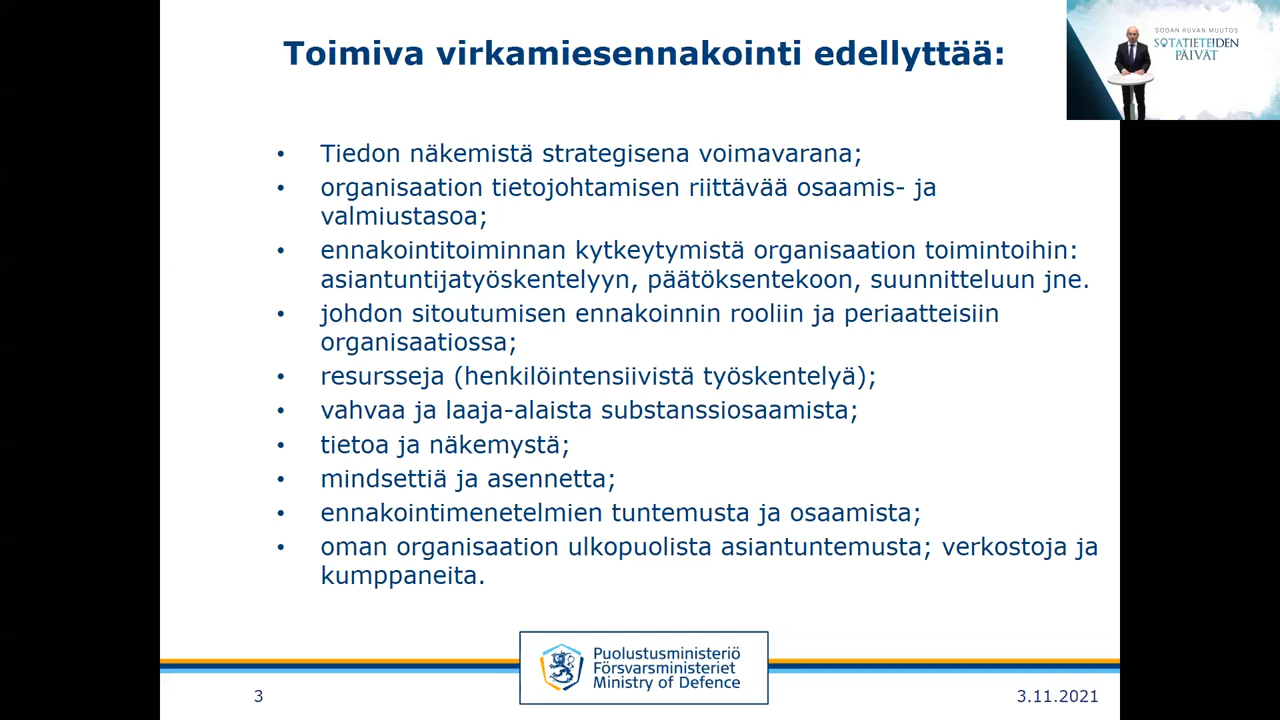 Toimiva virkamiesennakointi edellyttää:
SODAN KUVAN MUUTOS
SOTATIETEIDEN
PÄIVÄT
• Tiedon näkemistä strategisena voimavarana;
• organisaation tietojohtamisen riittävää osaamis- ja
valmiustasoa;
• ennakointitoiminnan kytkeytymistä organisaation toimintoihin:
asiantuntijatyöskentelyyn, päätöksentekoon, suunnitteluun jne.
• johdon sitoutumisen ennakoinnin rooliin ja periaatteisiin
organisaatiossa;
• resursseja (henkilöintensiivistä työskentelyä);
• vahvaa ja laaja-alaista substanssiosaamista;
• tietoa ja näkemystä;
• mindsettiä ja asennetta;
• ennakointimenetelmien tuntemusta ja osaamista;
• oman organisaation ulkopuolista asiantuntemusta; verkostoja ja
kumppaneita.
Puolustusministeriö
Försvarsministeriet
Ministry of Defence
3
3.11.2021